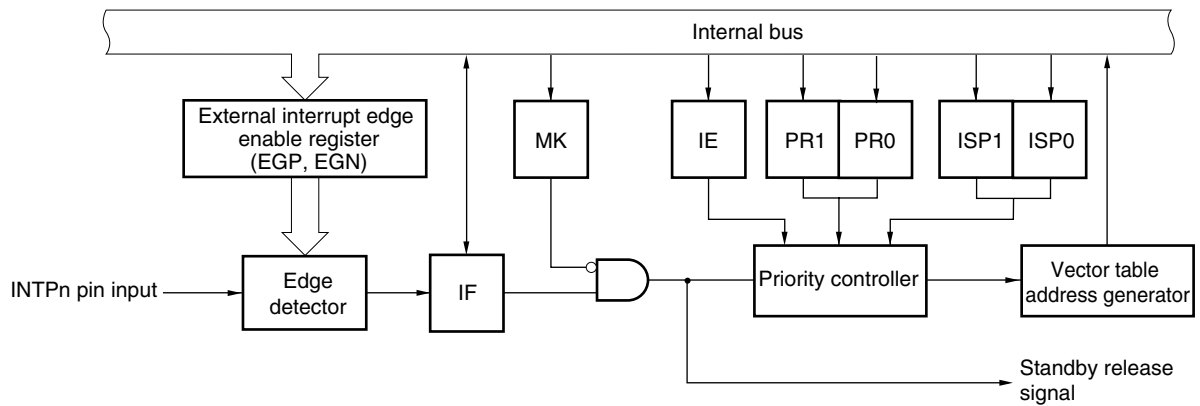 Internal bus
External interrupt edge
enable register
(EGP, EGN)
MK
IE
PR1
PR0
ISP1
ISP0
INTPn pin input
Edge
detector
IF
Priority controller
Vector table
address generator
Standby release
signal